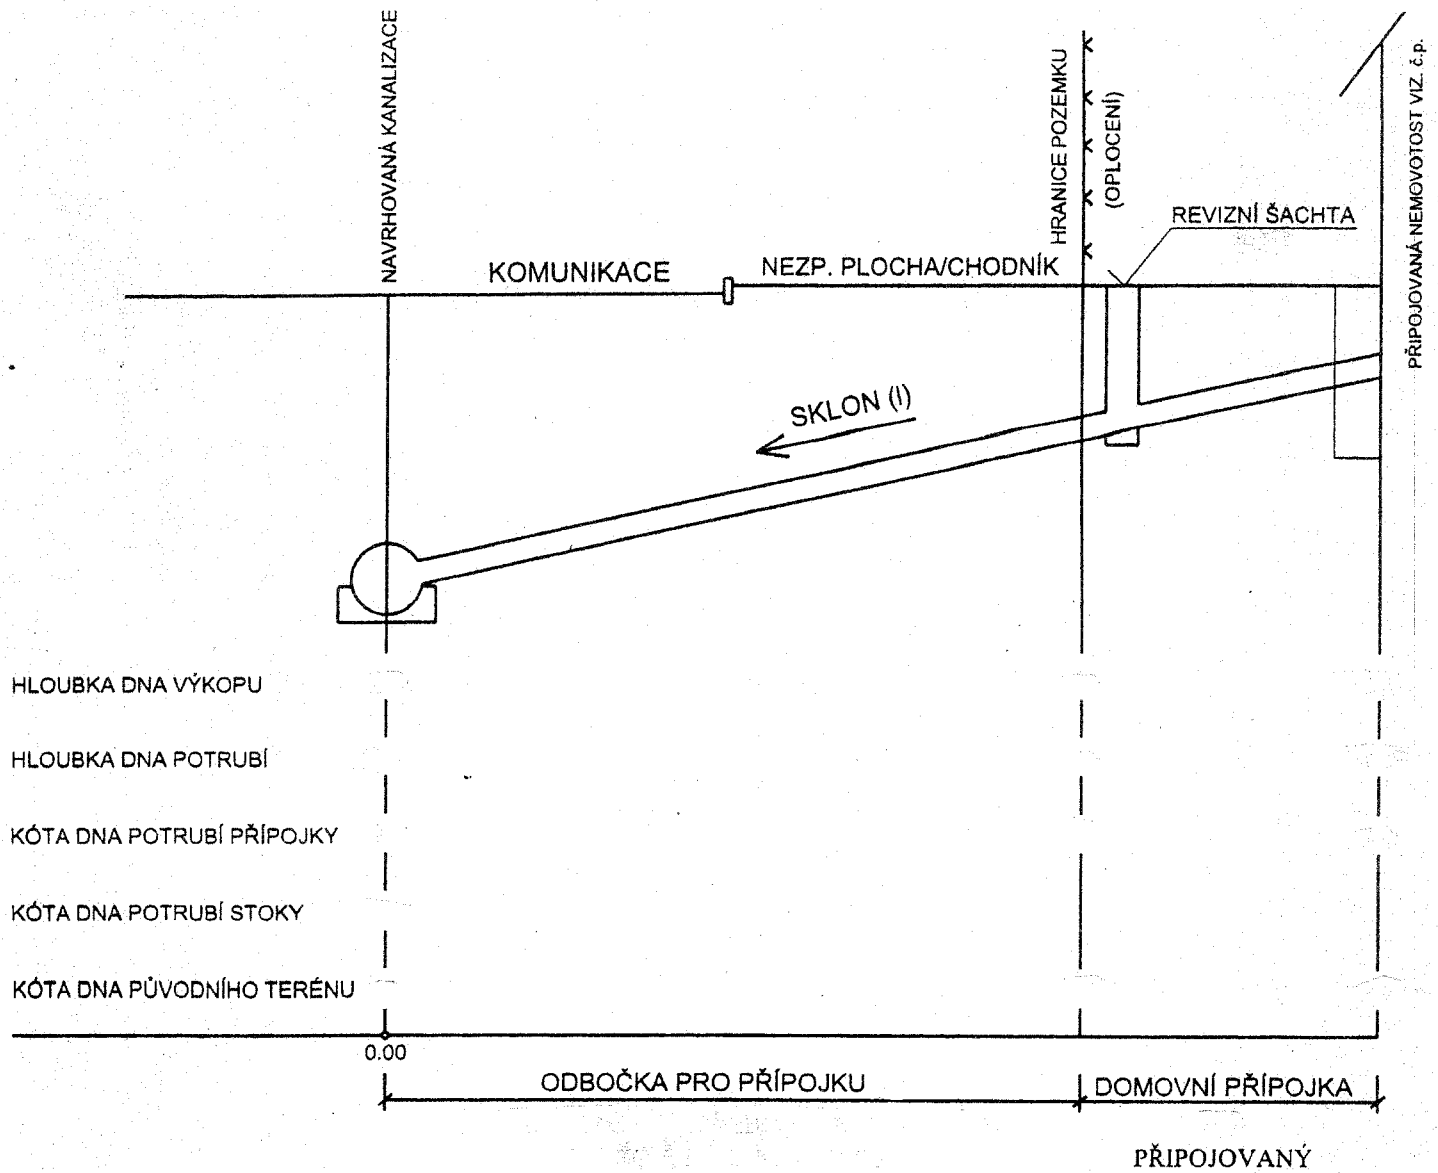 NAVRHOVANÁ KANALIZACE
HRANICE POZEMKU
(OPLOCENÍ)
PŘIPOJOVANÁ NEMOVOTOST VIZ. č.p.
REVIZNÍ ŠACHTA
KOMUNIKACE
NEZP. PLOCHA/CHODNÍK
SKLON (I)
HLOUBKA DNA VÝKOPU
HLOUBKA DNA POTRUBÍ
KÓTA DNA POTRUBÍ PŘÍPOJKY
KÓTA DNA POTRUBÍ STOKY
KÓTA DNA PŮVODNÍHO TERÉNU
0.00
ODBOČKA PRO PŘÍPOJKU
DOMOVNÍ PŘÍPOJKA
PŘIPOJOVANÝ